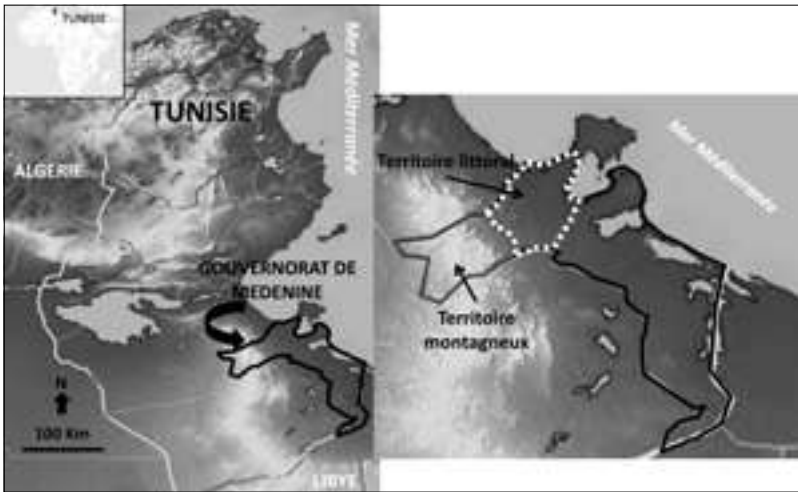 TUNISIE
Mer Méditerranée
TUNISIE
ALGERIE
GOUVERNORAT DE
MEDENINE
N
100 Km
LIBYE
Territoire littoral
Mer Méditerranée
Territoire
montagneux